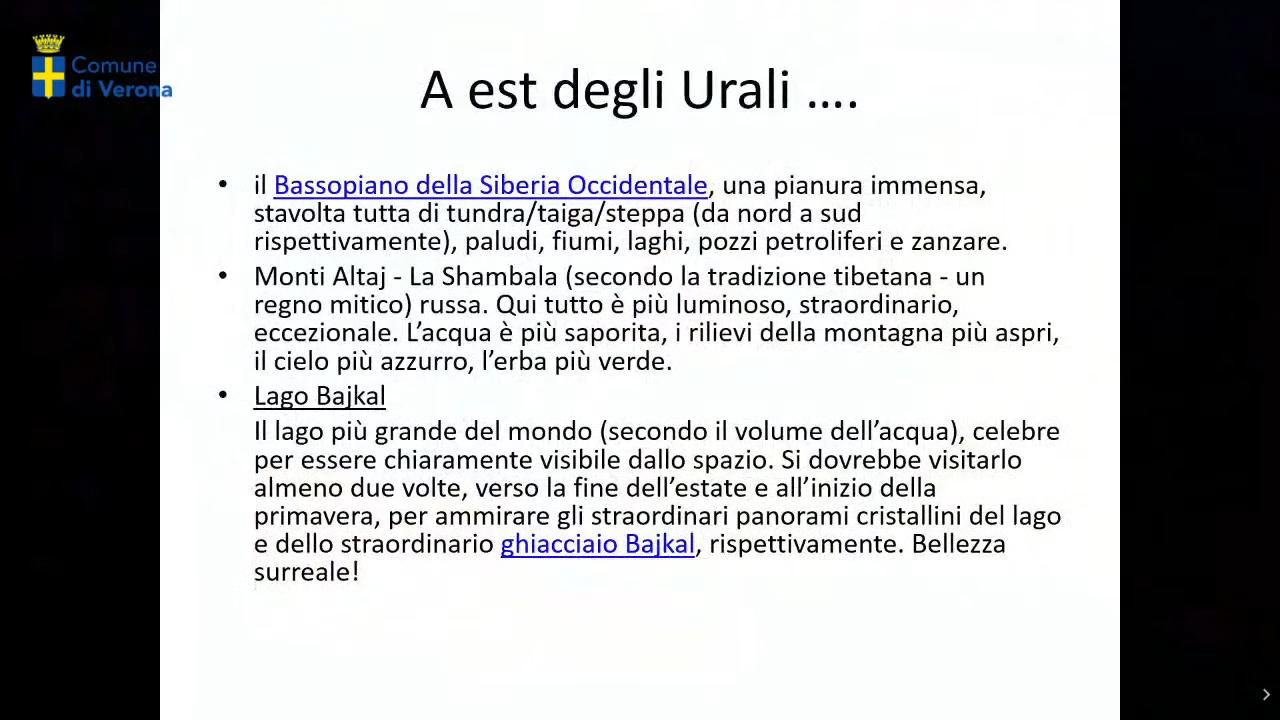 Comune
di Verona
A est degli Urali ....
• il Bassopiano della Siberia Occidentale, una pianura immensa,
stavolta tutta di tundra/taiga/steppa (da nord a sud
rispettivamente), paludi, fiumi, laghi, pozzi petroliferi e zanzare.
• Monti Altaj - La Shambala (secondo la tradizione tibetana - un
regno mitico) russa. Qui tutto è più luminoso, straordinario,
eccezionale. L’acqua è più saporita, i rilievi della montagna più aspri,
il cielo più azzurro, l’erba più verde.
• Lago Bajkal
Il lago più grande del mondo (secondo il volume dell’acqua), celebre
per essere chiaramente visibile dallo spazio. Si dovrebbe visitarlo
almeno due volte, verso la fine dell’estate e all’inizio della
primavera, per ammirare gli straordinari panorami cristallini del lago
e dello straordinario ghiacciaio Bajkal, rispettivamente. Bellezza
surreale!